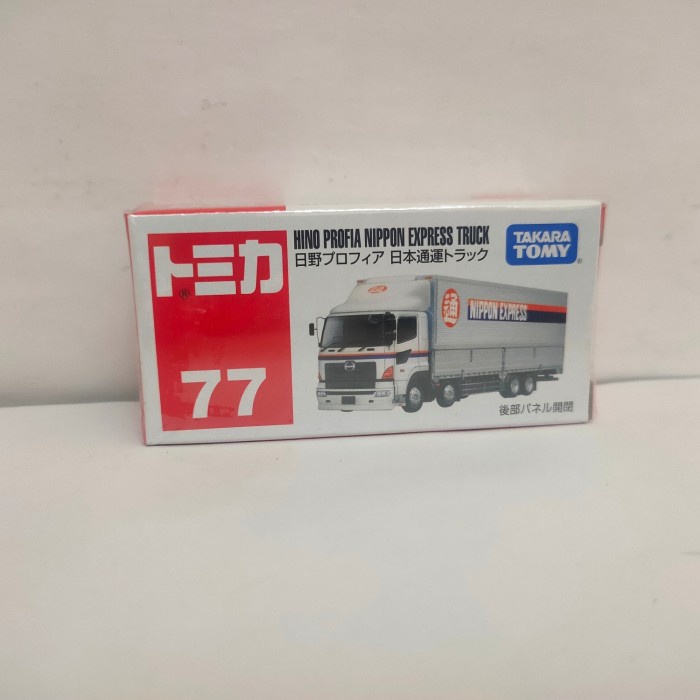 トミカ
®
77
HINO PROFIA NIPPON EXPRESS TRUCK
日野プロフィア 日本通運トラック
TAKARA
TOMY
®
通
NIPPON EXPRESS
後部パネル開閉